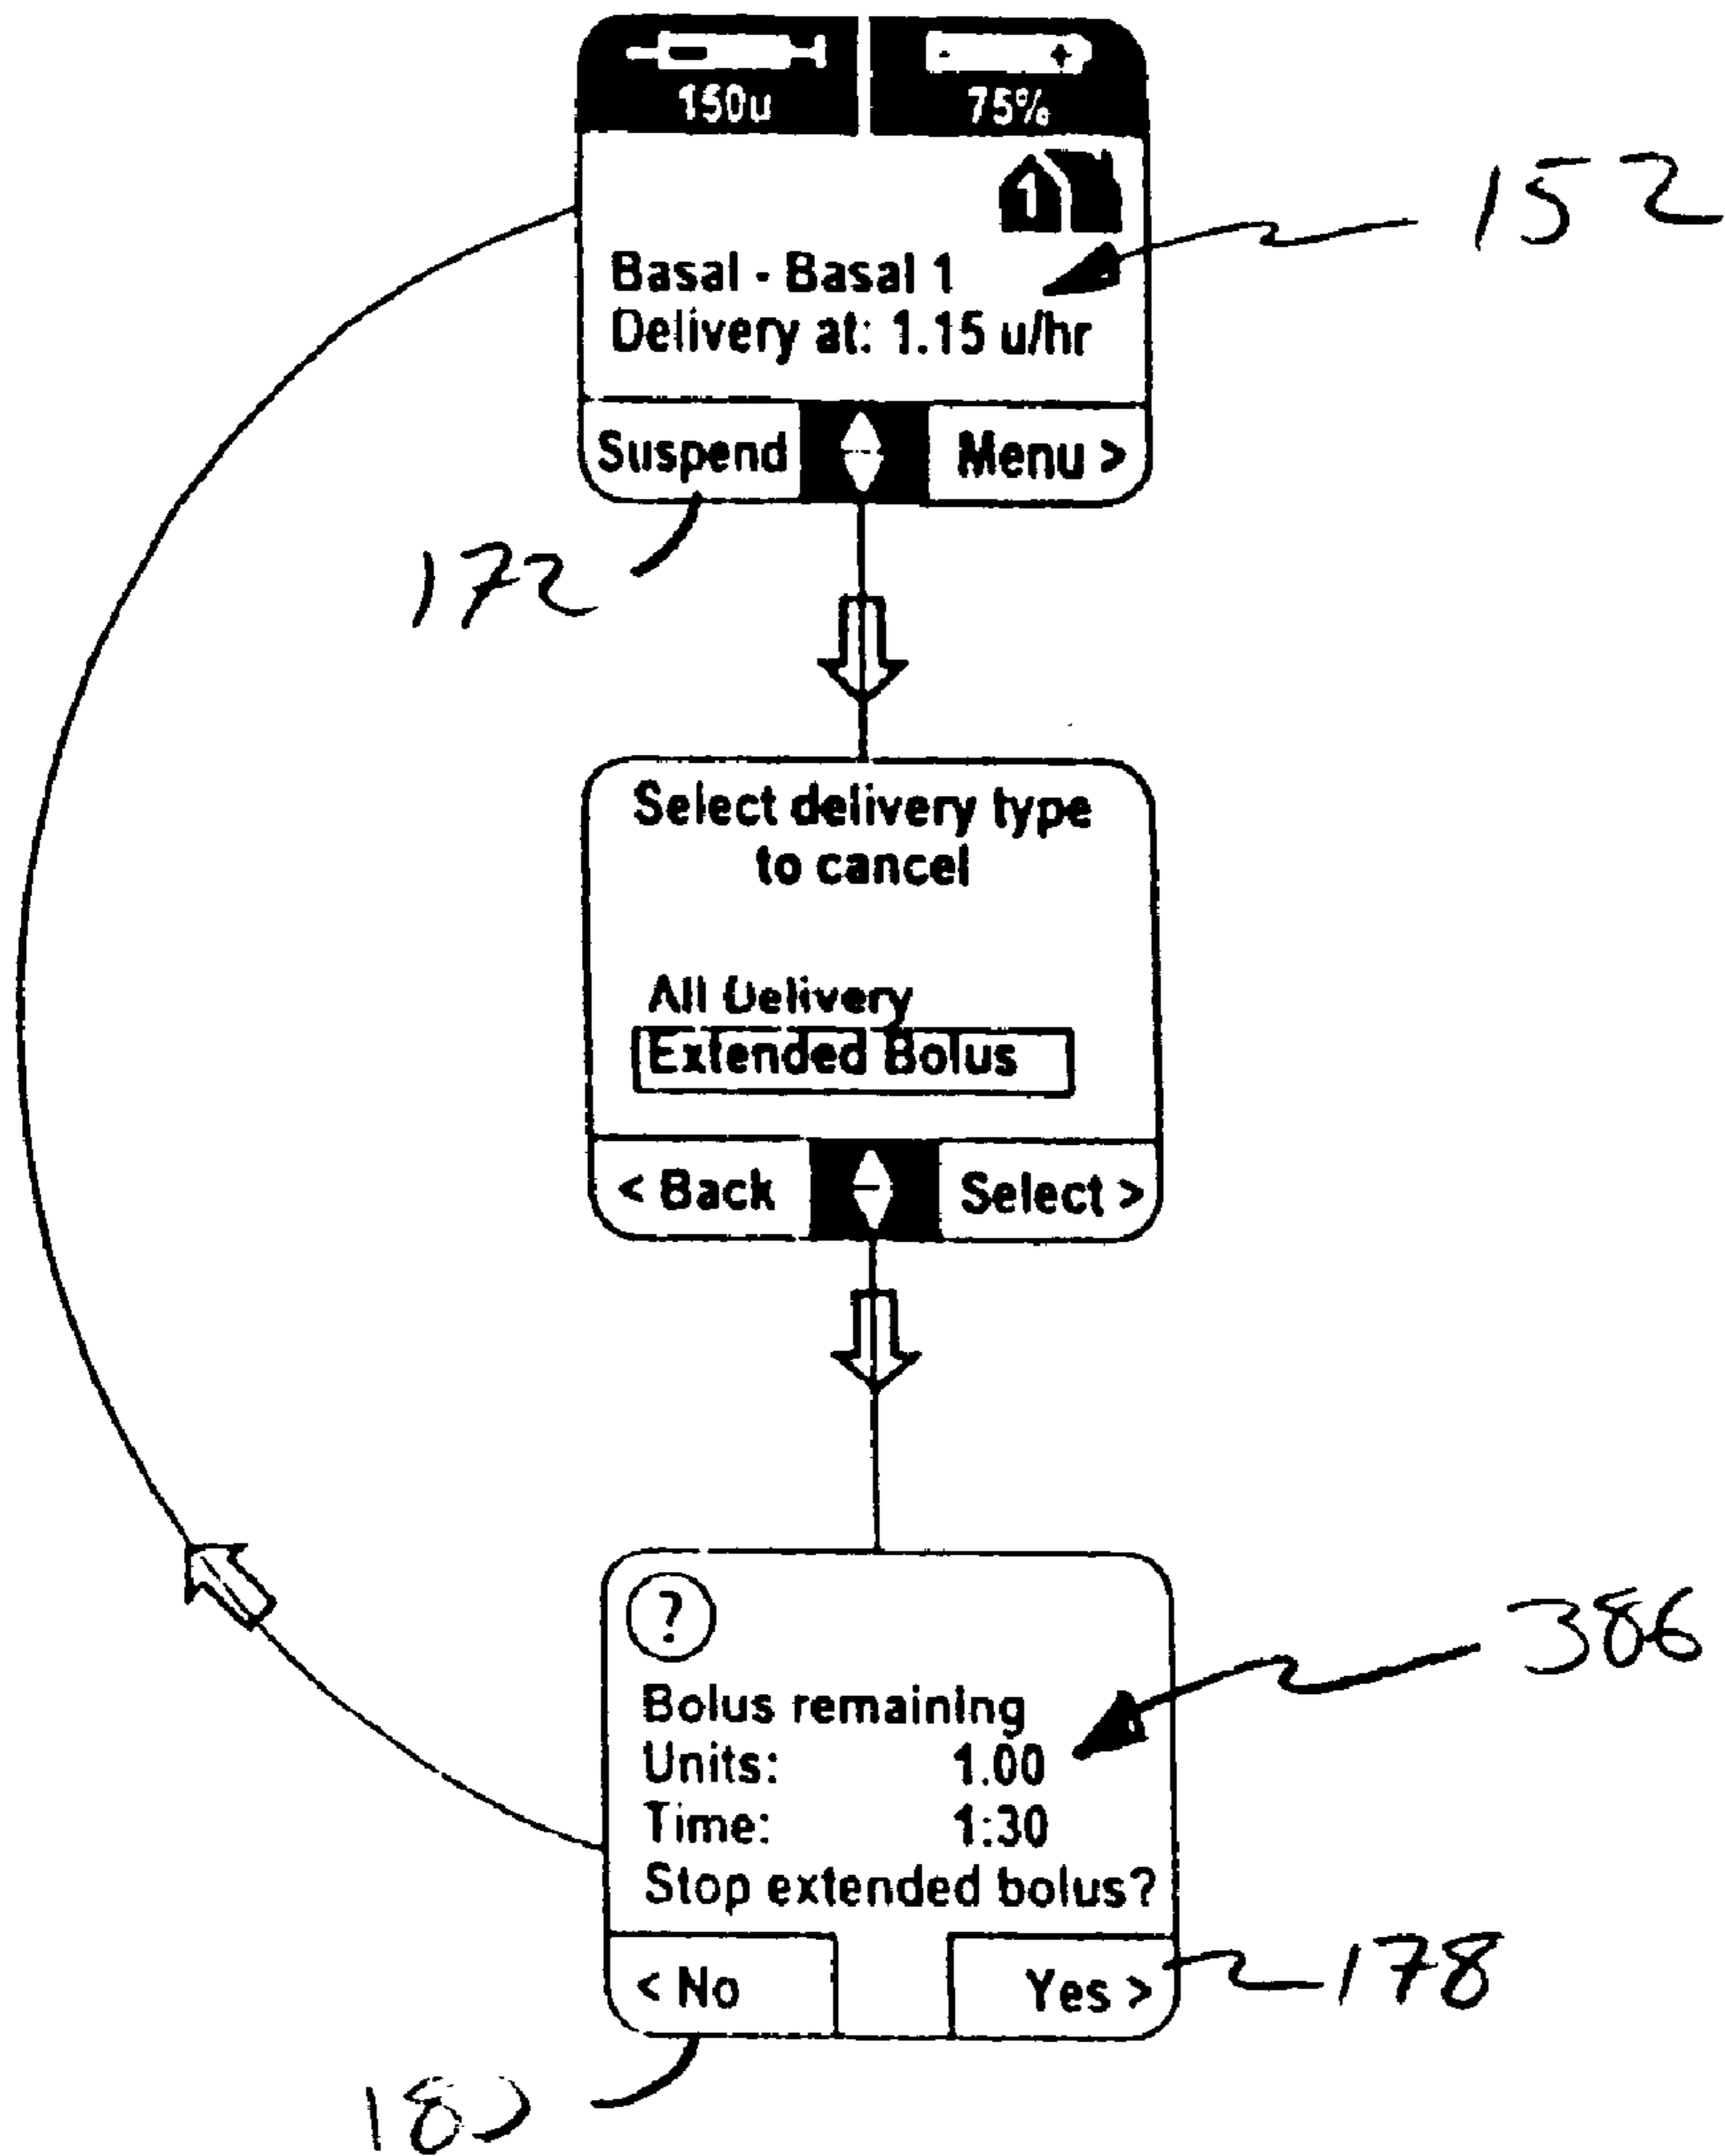 150u 75%
1
152
Basal - Basal 1
Delivery at: 1.15 u/hr
Suspend Menu >
172
Select delivery type
to cancel
All Delivery
Extended Bolus
< Back Select >
?
386
Bolus remaining
Units: 1.00
Time: 1:30
Stop extended bolus?
< No Yes >
178